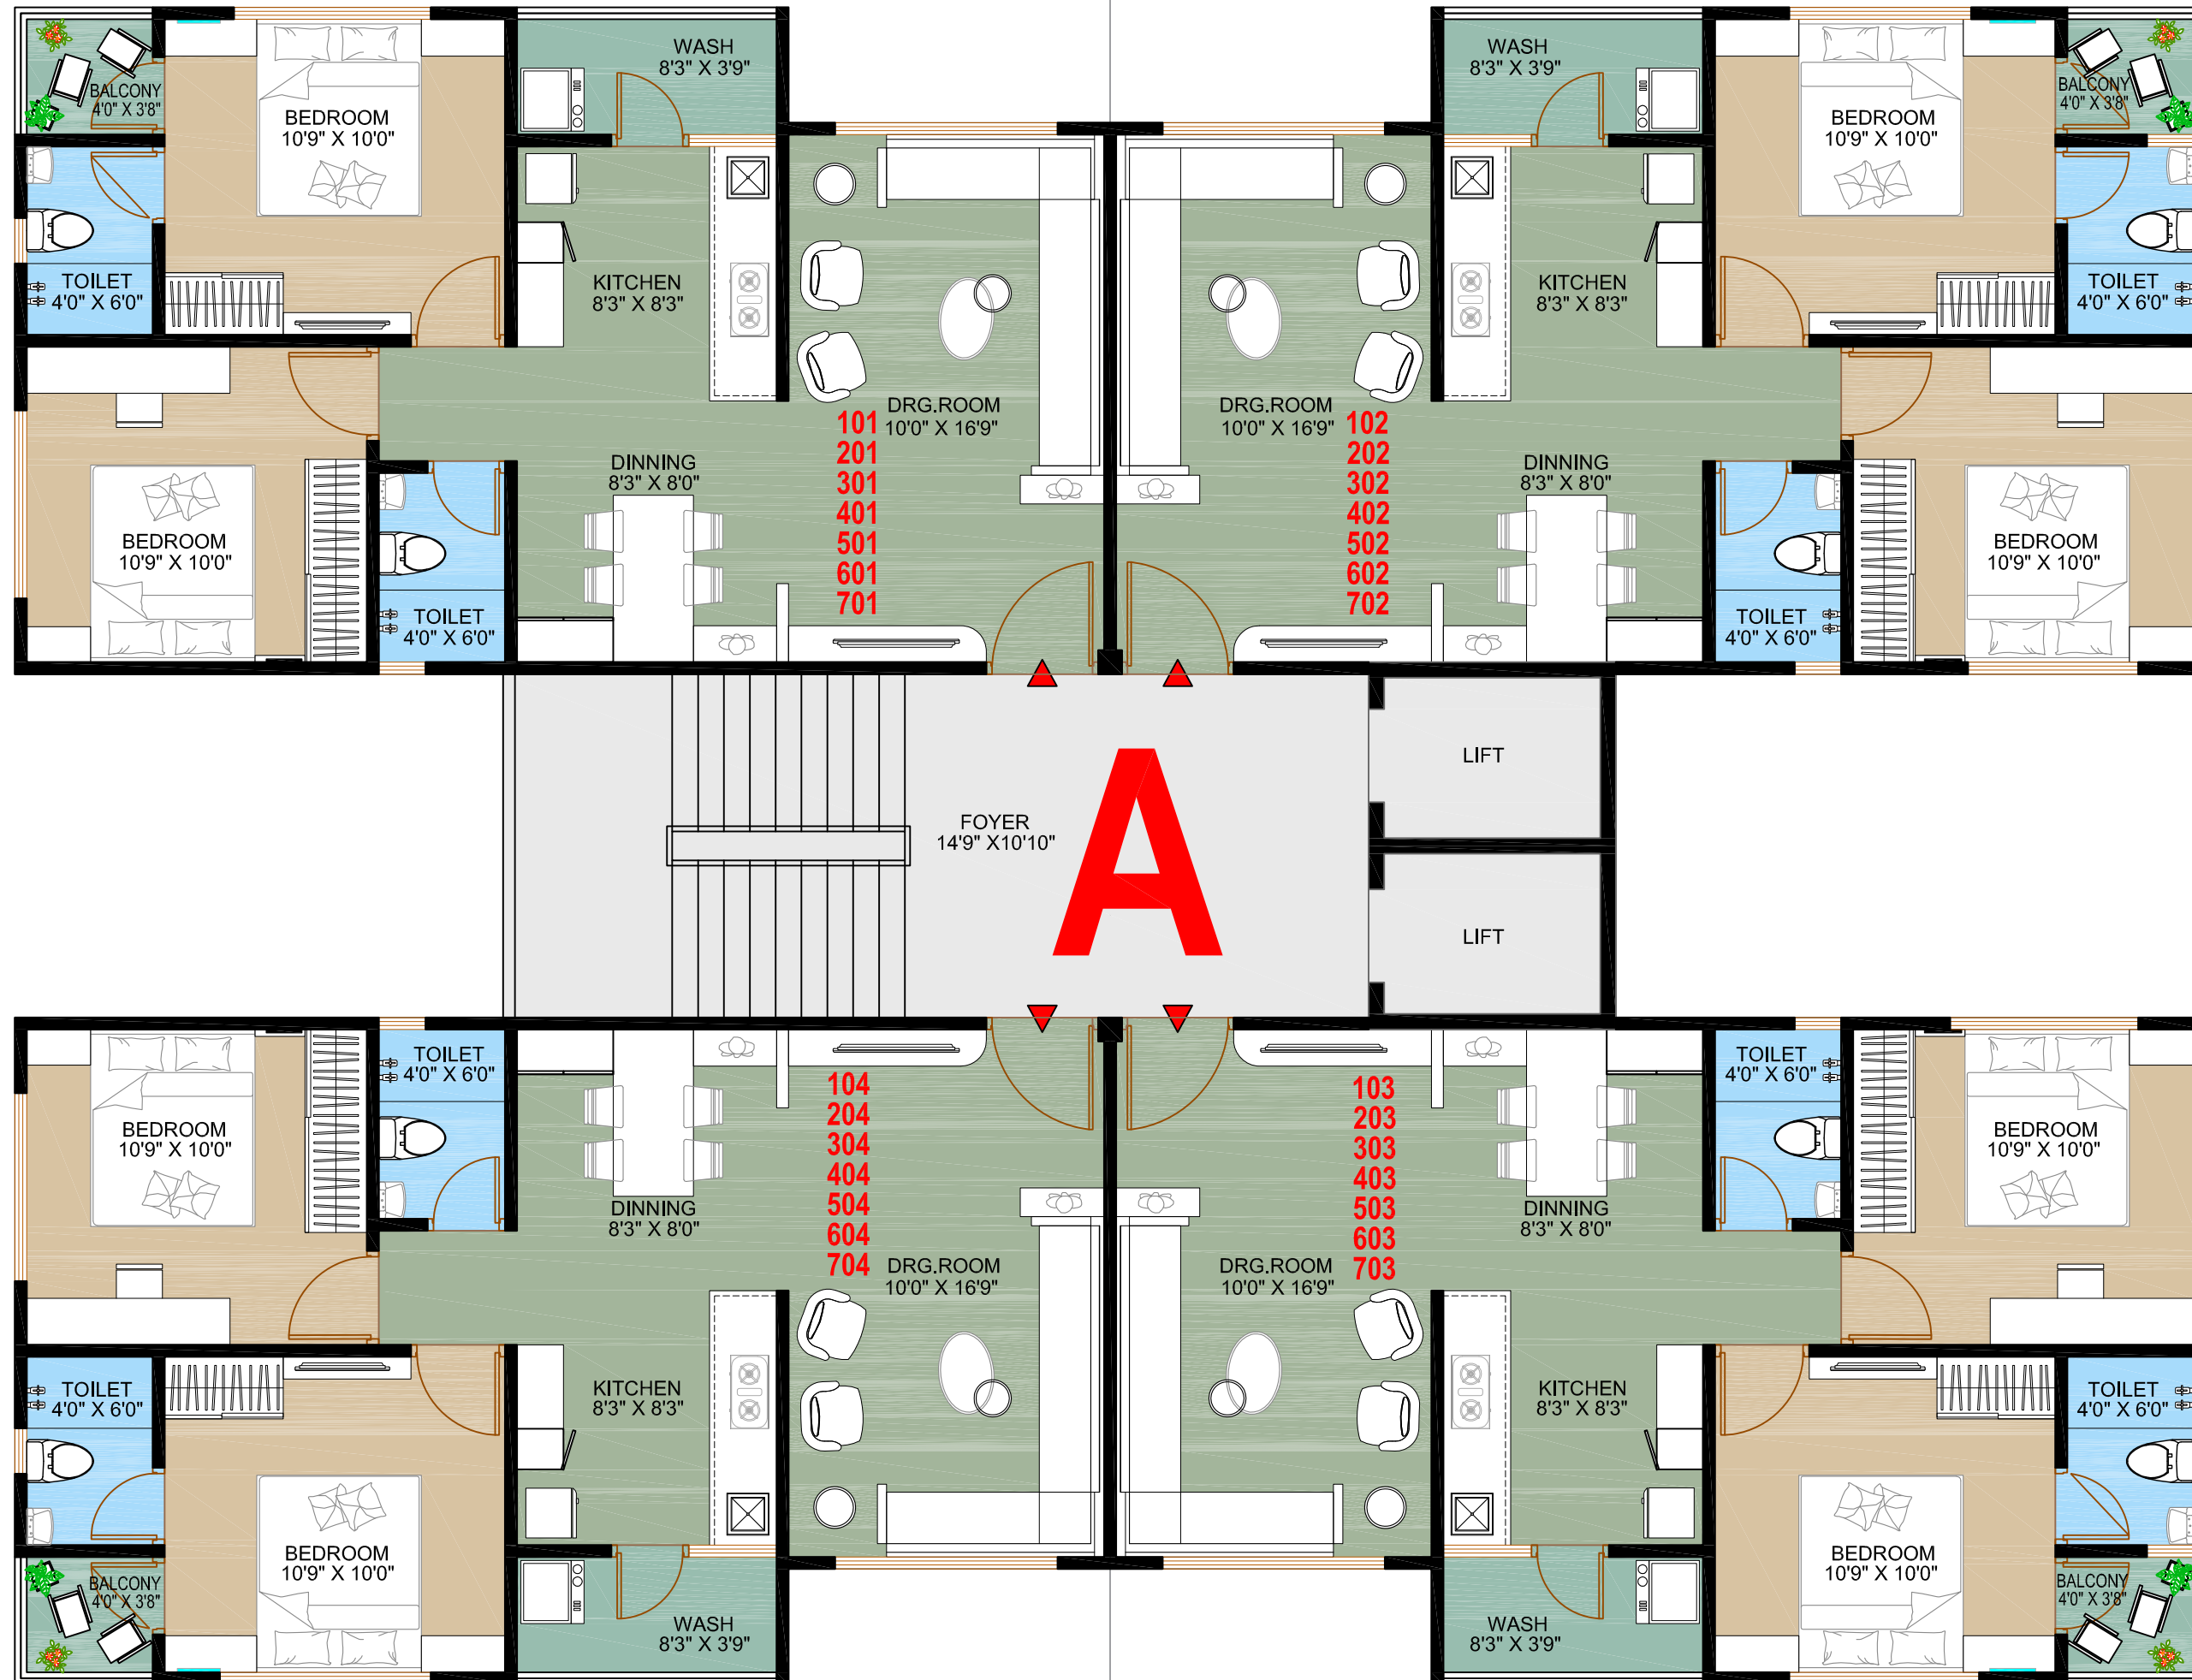 WASH
8'3" X 3'9"
WASH
8'3" X 3'9"
BALCONY
4'0" X 3'8"
BEDROOM
10'9" X 10'0"
BEDROOM
10'9" X 10'0"
BALCONY
4'0" X 3'8"
TOILET
4'0" X 6'0"
KITCHEN
8'3" X 8'3"
KITCHEN
8'3" X 8'3"
TOILET
4'0" X 6'0"
DRG.ROOM
10'0" X 16'9"
DRG.ROOM
10'0" X 16'9"
101
201
301
401
501
601
701
102
202
302
402
502
602
702
DINNING
8'3" X 8'0"
DINNING
8'3" X 8'0"
BEDROOM
10'9" X 10'0"
BEDROOM
10'9" X 10'0"
TOILET
4'0" X 6'0"
TOILET
4'0" X 6'0"
LIFT
FOYER
14'9" X10'10"
A
LIFT
TOILET
4'0" X 6'0"
TOILET
4'0" X 6'0"
104
204
304
404
504
604
704
103
203
303
403
503
603
703
BEDROOM
10'9" X 10'0"
BEDROOM
10'9" X 10'0"
DINNING
8'3" X 8'0"
DINNING
8'3" X 8'0"
DRG.ROOM
10'0" X 16'9"
DRG.ROOM
10'0" X 16'9"
TOILET
4'0" X 6'0"
KITCHEN
8'3" X 8'3"
KITCHEN
8'3" X 8'3"
TOILET
4'0" X 6'0"
BEDROOM
10'9" X 10'0"
BEDROOM
10'9" X 10'0"
BALCONY
4'0" X 3'8"
BALCONY
4'0" X 3'8"
WASH
8'3" X 3'9"
WASH
8'3" X 3'9"